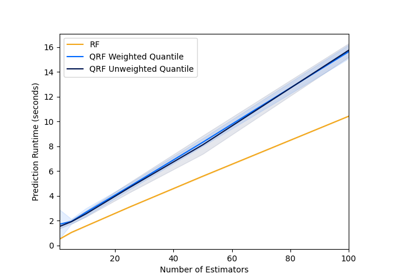 RF
QRF Weighted Quantile
QRF Unweighted Quantile
16
14
12
10
8
6
4
2
0
Prediction Runtime (seconds)
20 40 60 80 100
Number of Estimators